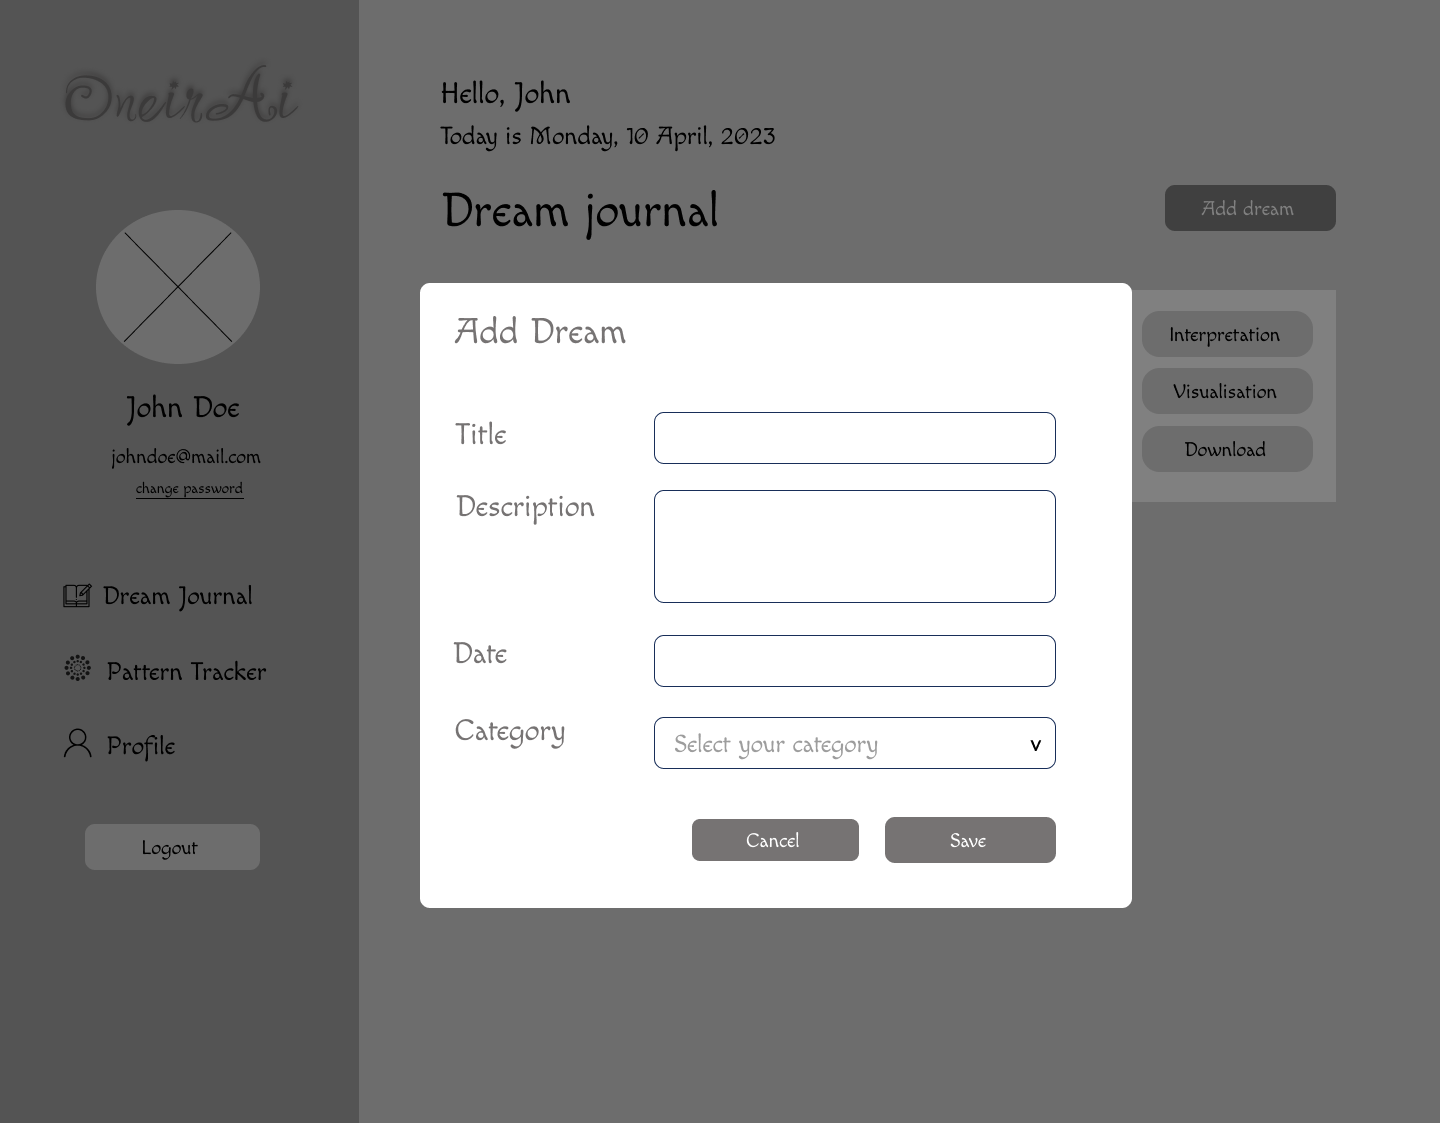 OneirAi
John Doe
johndoe@mail.com
change password
Dream Journal
Pattern Tracker
Profile
Logout
Hello, John
Today is Monday, 10 April, 2023
Dream journal
Add dream
Interpretation
Visualisation
Download
Add Dream
Title
Description
Date
Category
Select your category
v
Cancel
Save